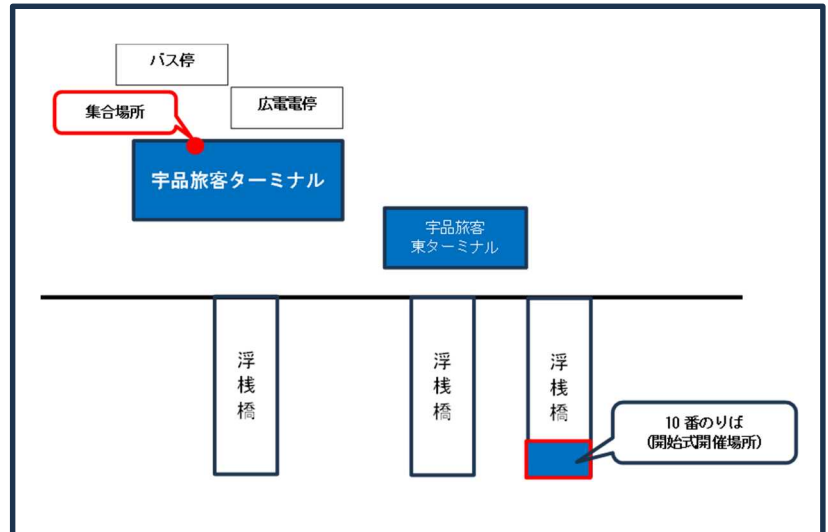 バス停
広電電停
集合場所
宇品旅客ターミナル
宇品旅客
東ターミナル
浮桟橋
浮桟橋
浮桟橋
10番のりば
(開始式開催場所)